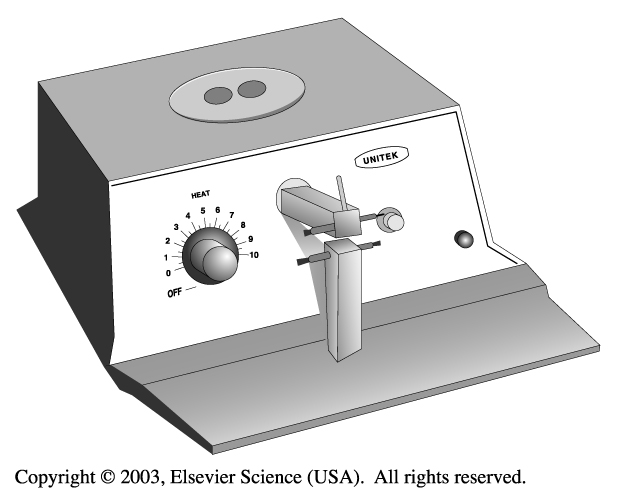 UNITEK
HEAT
0 1 2 3 4 5 6 7 8 9 10
OFF
Copyright © 2003, Elsevier Science (USA).  All rights reserved.